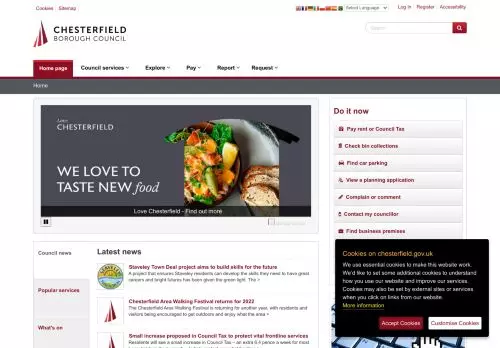 Cookies Sitemap
Select Language
Log in Register Accessibility
CHESTERFIELD
BOROUGH COUNCIL
Search
Home page Council services Explore Pay Report Request
Home
Love
CHESTERFIELD
WE LOVE TO
TASTE NEW food
Love Chesterfield - Find out more
Do it now
Pay rent or Council Tax
Check bin collections
Find car parking
View a planning application
Complain or comment
Contact my councillor
Find business premises
Council news
Popular services
What's on
Latest news
Staveley Town Deal project aims to build skills for the future
A project that ensures Staveley residents can develop the skills they need to have great
careers and bright futures has been given the green light. The >
Chesterfield Area Walking Festival returns for 2022
The Chesterfield Area Walking Festival is returning for another year, with residents and
visitors being encouraged to get outdoors and enjoy what the area >
Small increase proposed in Council Tax to protect vital frontline services
Residents will see a small increase in Council Tax – an extra 6.4 pence a week for most
Cookies on chesterfield.gov.uk
We use essential cookies to make this website work.
We'd like to set some additional cookies to understand
how you use our website and improve our services.
Cookies may also be set by external sites or services
when you click on links from our website.
More information
Accept Cookies Customise Cookies